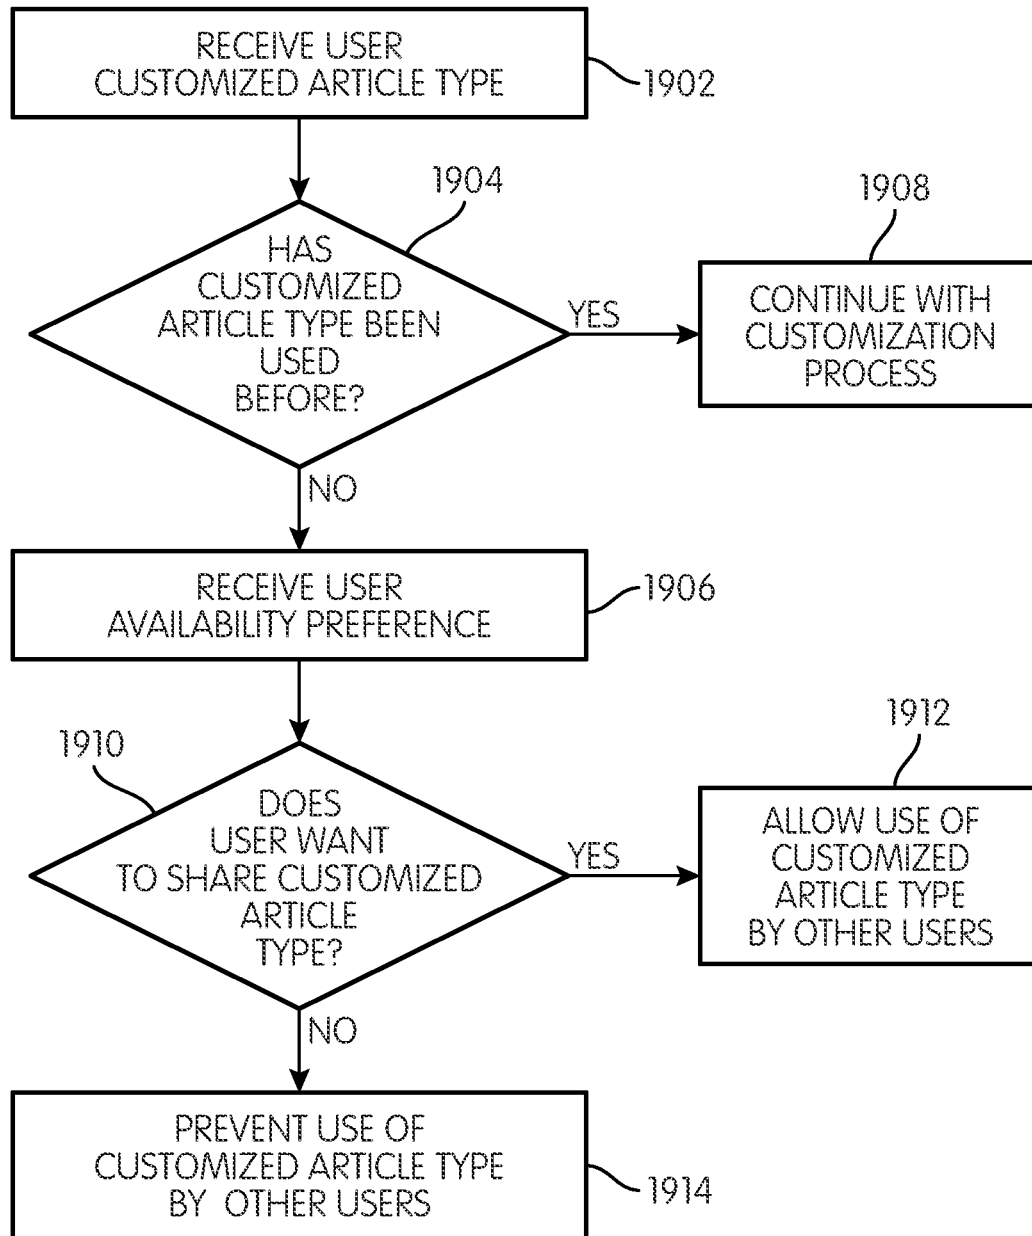 RECEIVE USER
CUSTOMIZED ARTICLE TYPE
1902
1904
HAS
CUSTOMIZED
ARTICLE TYPE BEEN
USED
BEFORE?
YES
1908
CONTINUE WITH
CUSTOMIZATION
PROCESS
NO
RECEIVE USER
AVAILABILITY PREFERENCE
1906
1910
DOES
USER WANT
TO SHARE CUSTOMIZED
ARTICLE
TYPE?
YES
1912
ALLOW USE OF
CUSTOMIZED
ARTICLE TYPE
BY OTHER USERS
NO
PREVENT USE OF
CUSTOMIZED ARTICLE TYPE
BY OTHER USERS
1914